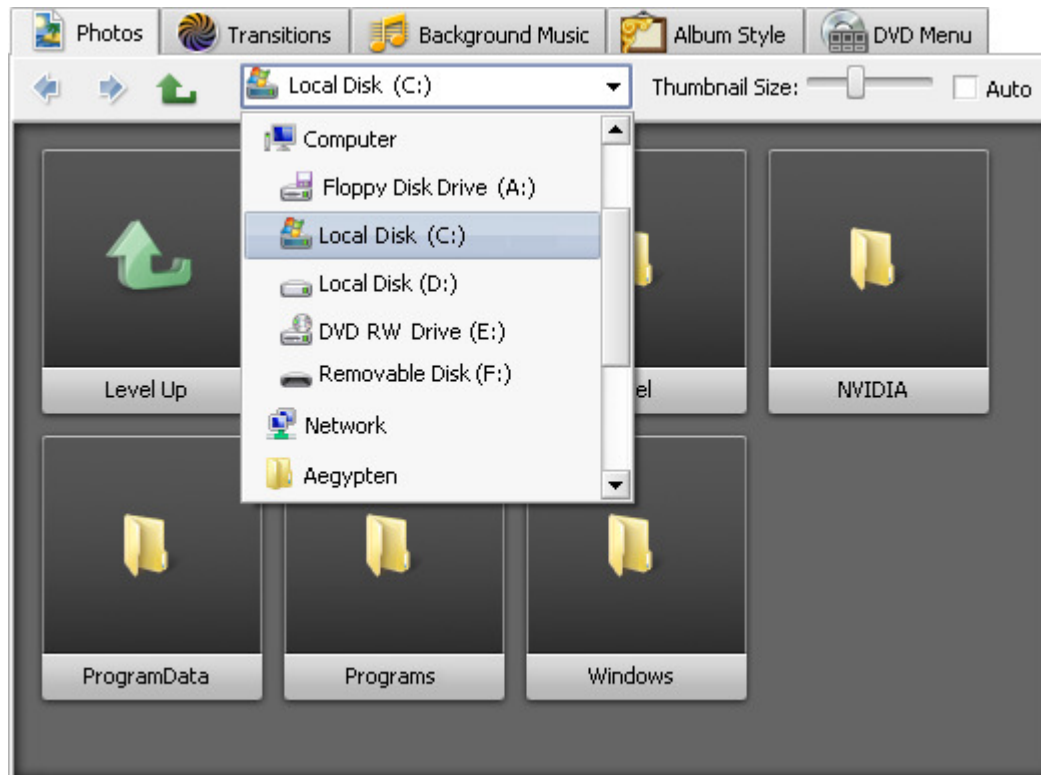 Photos
Transitions
Background Music
Album Style
DVD Menu
Local Disk (C:)
Thumbnail Size:
Auto
Computer
Floppy Disk Drive (A:)
Local Disk (C:)
Local Disk (D:)
DVD RW Drive (E:)
Removable Disk (F:)
Network
Aegypten
Level Up
el
NVIDIA
ProgramData
Programs
Windows